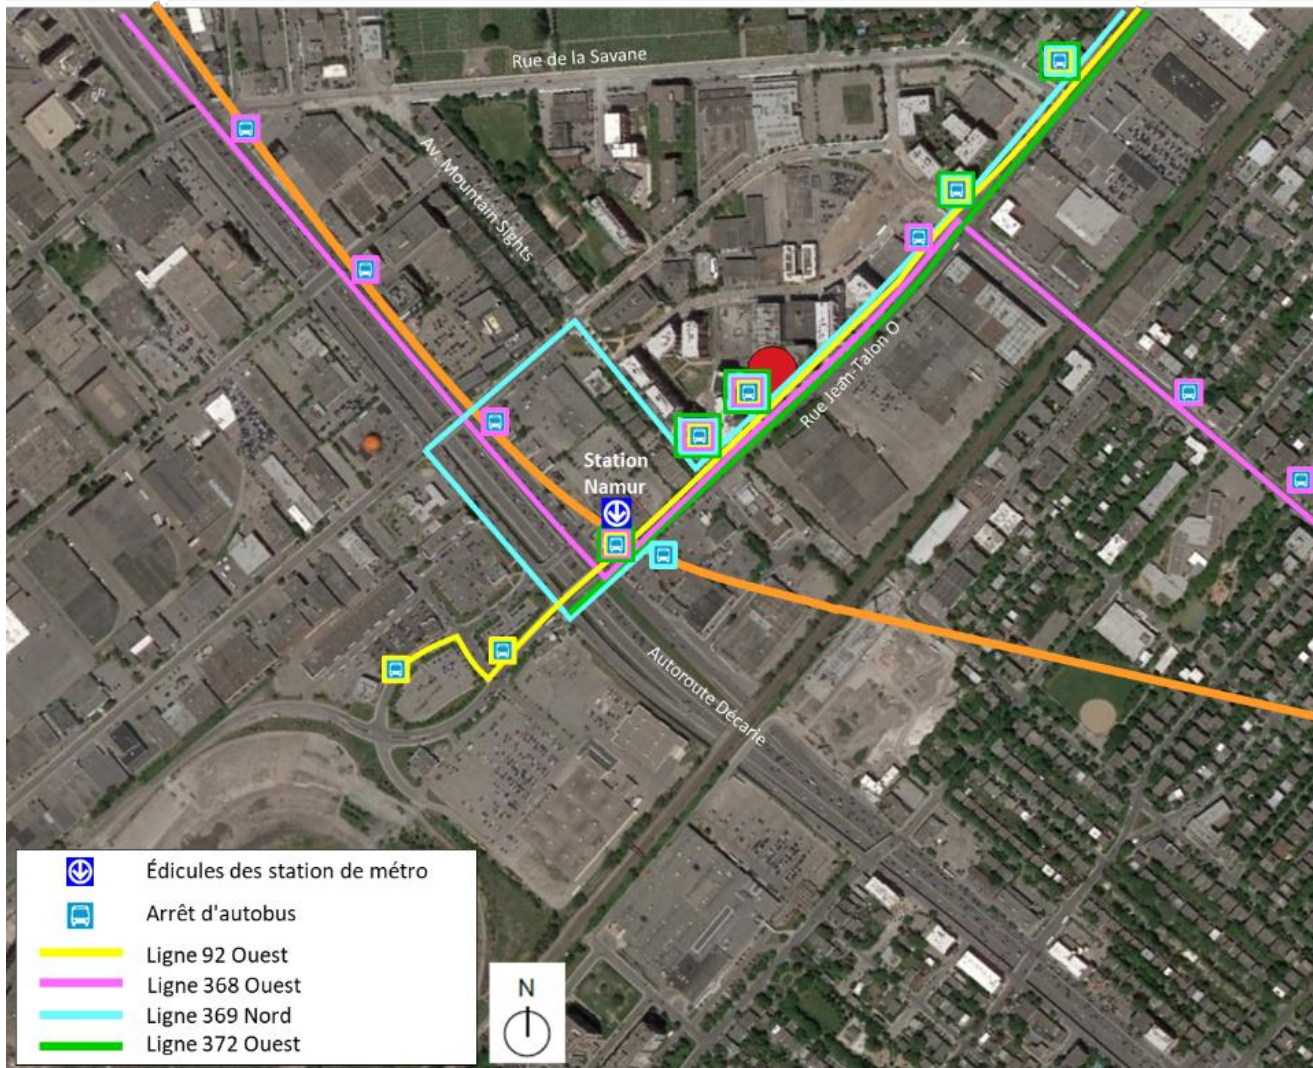 Rue de la Savane
Av. Mountain Sights
Rue Jean-Talon O
Station
Namur
Autoroute Décarie
Édicules des station de métro
Arrêt d'autobus
Ligne 92 Ouest
Ligne 368 Ouest
Ligne 369 Nord
Ligne 372 Ouest
N